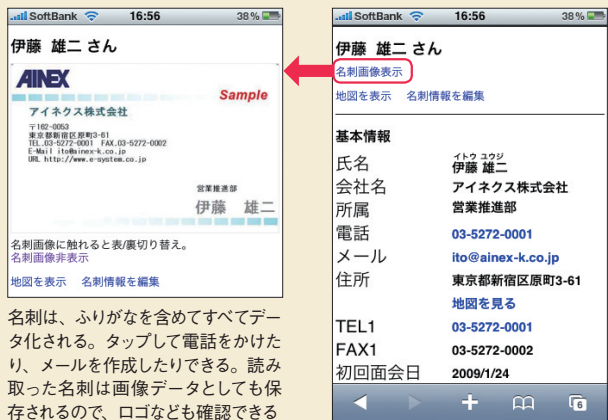 SoftBank 16:56 38%
伊藤 雄二 さん
AINEX
Sample
アイネクス株式会社
〒162-0053
東京都新宿区原町3-61
TEL.03-5272-0001 FAX.03-5272-0002
E-Mail ito@ainex-k.co.jp
URL http://www.e-system.co.jp
営業推進部
伊藤 雄二
名刺画像に触れると表/裏切り替え。
名刺画像非表示
地図を表示 名刺情報を編集
名刺は、ふりがなを含めてすべてデー
タ化される。タップして電話をかけた
り、メールを作成したりできる。読み
取った名刺は画像データとしても保
存されるので、ロゴなども確認できる
SoftBank 16:56 38%
伊藤 雄二 さん
名刺画像表示
地図を表示 名刺情報を編集
基本情報
イトウ ユウジ
氏名 伊藤 雄二
会社名 アイネクス株式会社
所属 営業推進部
電話 03-5272-0001
メール ito@ainex-k.co.jp
住所 東京都新宿区原町3-61
地図を見る
TEL1 03-5272-0001
FAX1 03-5272-0002
初回面会日 2009/1/24
6